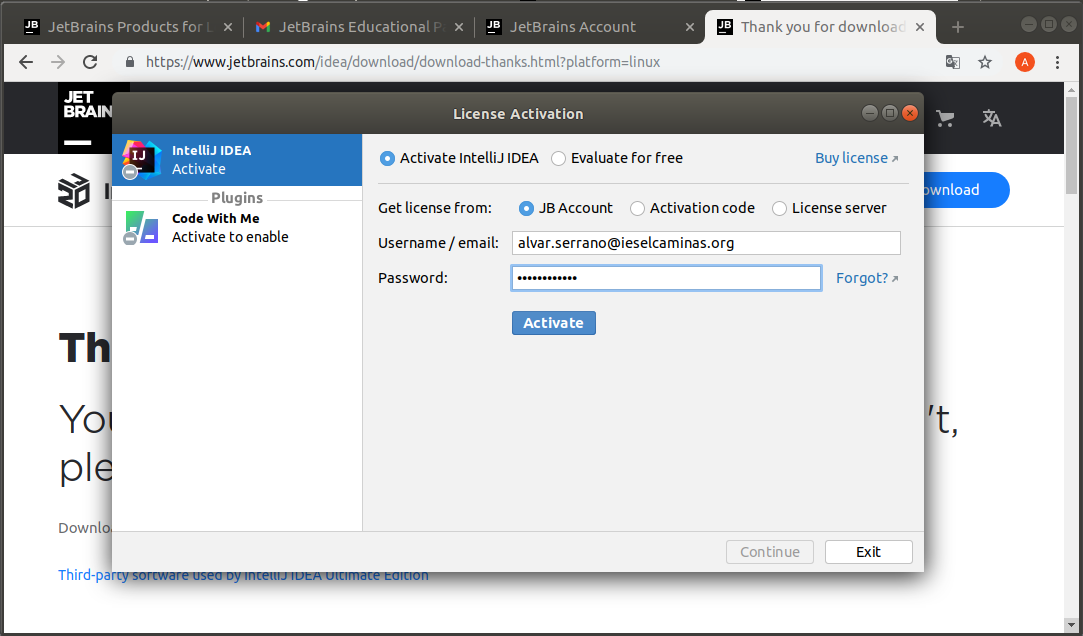 JetBrains Products for L
JetBrains Educational P
JetBrains Account
Thank you for download
https://www.jetbrains.com/idea/download/download-thanks.html?platform=linux
A
JET
BRAIN
License Activation
IntelliJ IDEA
Activate
Plugins
Code With Me
Activate to enable
Activate IntelliJ IDEA
Evaluate for free
Buy license
Get license from:
JB Account
Activation code
License server
Username / email:
alvar.serrano@ieselcaminas.org
Password:
••••••••••••
Forgot?
Activate
Continue
Exit
ownload
Th
You
't,
ple
Downlo
Third-party software used by IntelliJ IDEA Ultimate Edition